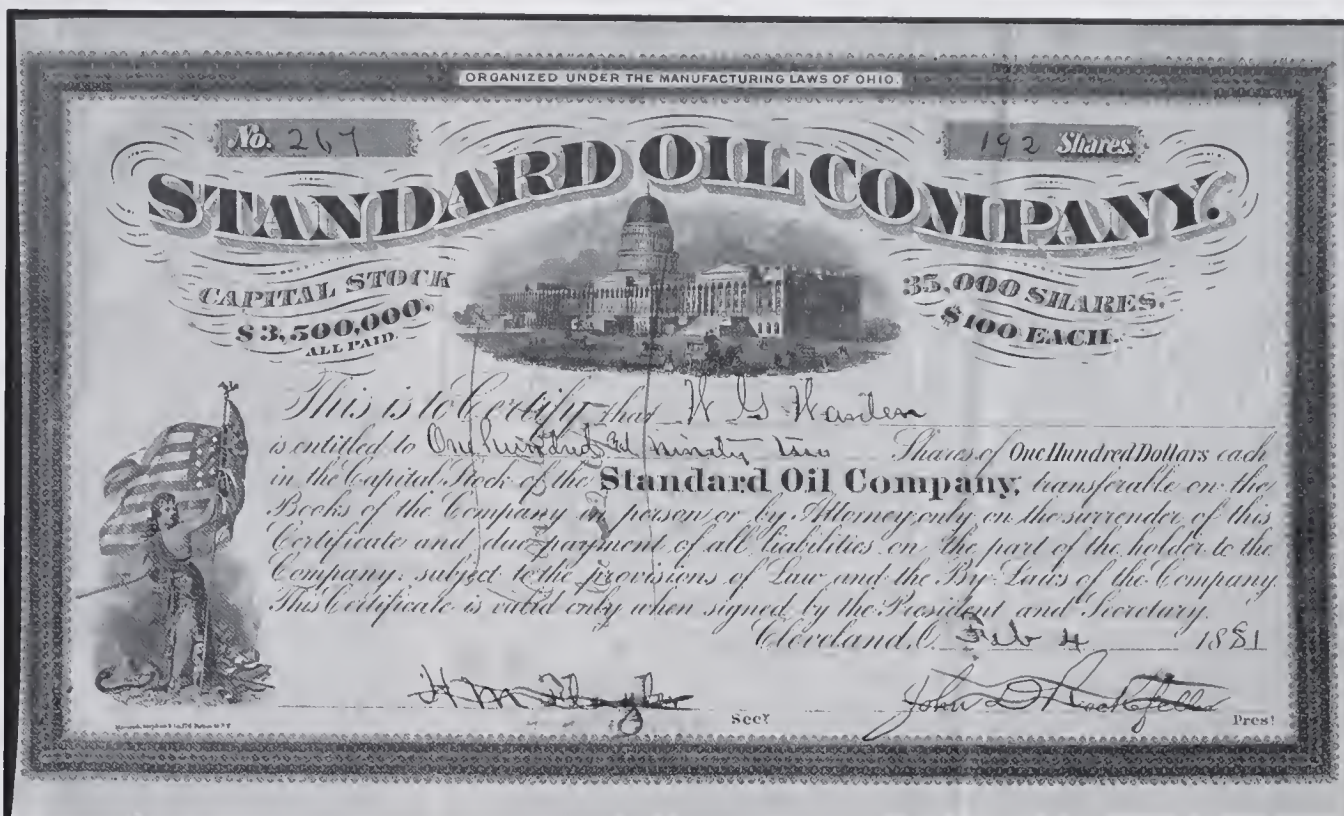 ORGANIZED UNDER THE MANUFACTURING LAWS OF OHIO.
No. 267
192 Shares.
STANDARD OIL COMPANY.
CAPITAL STOCK
$3,500,000.
ALL PAID.
35,000 SHARES.
$100 EACH.
This is to Certify that W G Warden
is entitled to One hundred ninety two Shares of One Hundred Dollars each
in the Capital Stock of the Standard Oil Company, transferable on the
Books of the Company in person or by Attorney only on the surrender of this
Certificate and due payment of all liabilities on the part of the holder to the
Company, subject to the provisions of Law and the By-Laws of the Company.
This Certificate is valid only when signed by the President and Secretary.
Cleveland, O. Feb 4 1881
H M Flagler Secy
John D Rockefeller Prest